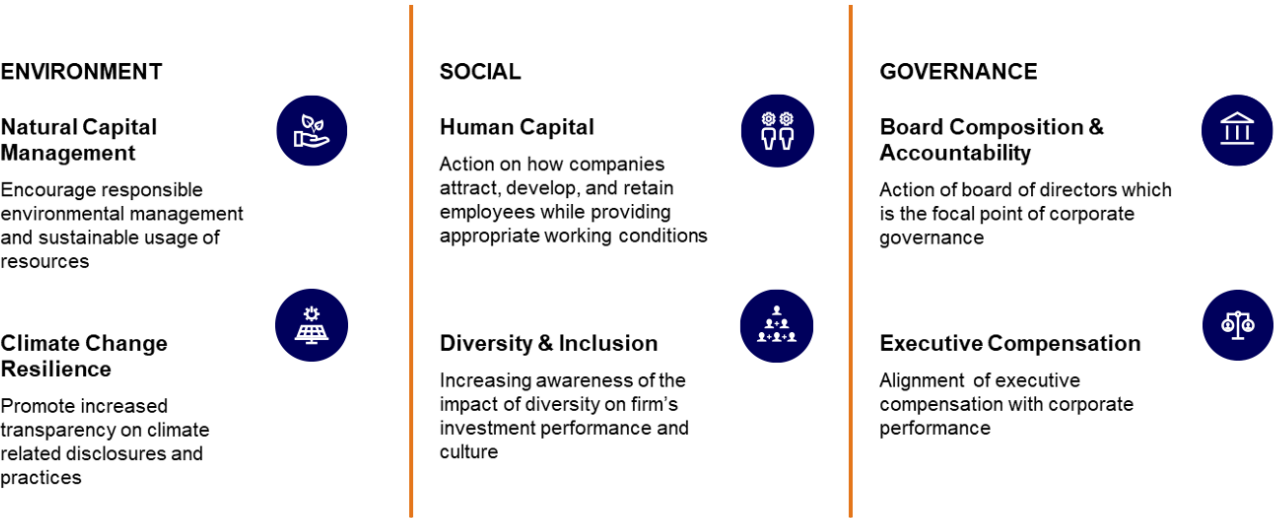 ENVIRONMENT
Natural Capital
Management
Encourage responsible
environmental management
and sustainable usage of
resources
Climate Change
Resilience
Promote increased
transparency on climate
related disclosures and
practices
SOCIAL
Human Capital
Action on how companies
attract, develop, and retain
employees while providing
appropriate working conditions
Diversity & Inclusion
Increasing awareness of the
impact of diversity on firm’s
investment performance and
culture
GOVERNANCE
Board Composition &
Accountability
Action of board of directors which
is the focal point of corporate
governance
Executive Compensation
Alignment of executive
compensation with corporate
performance